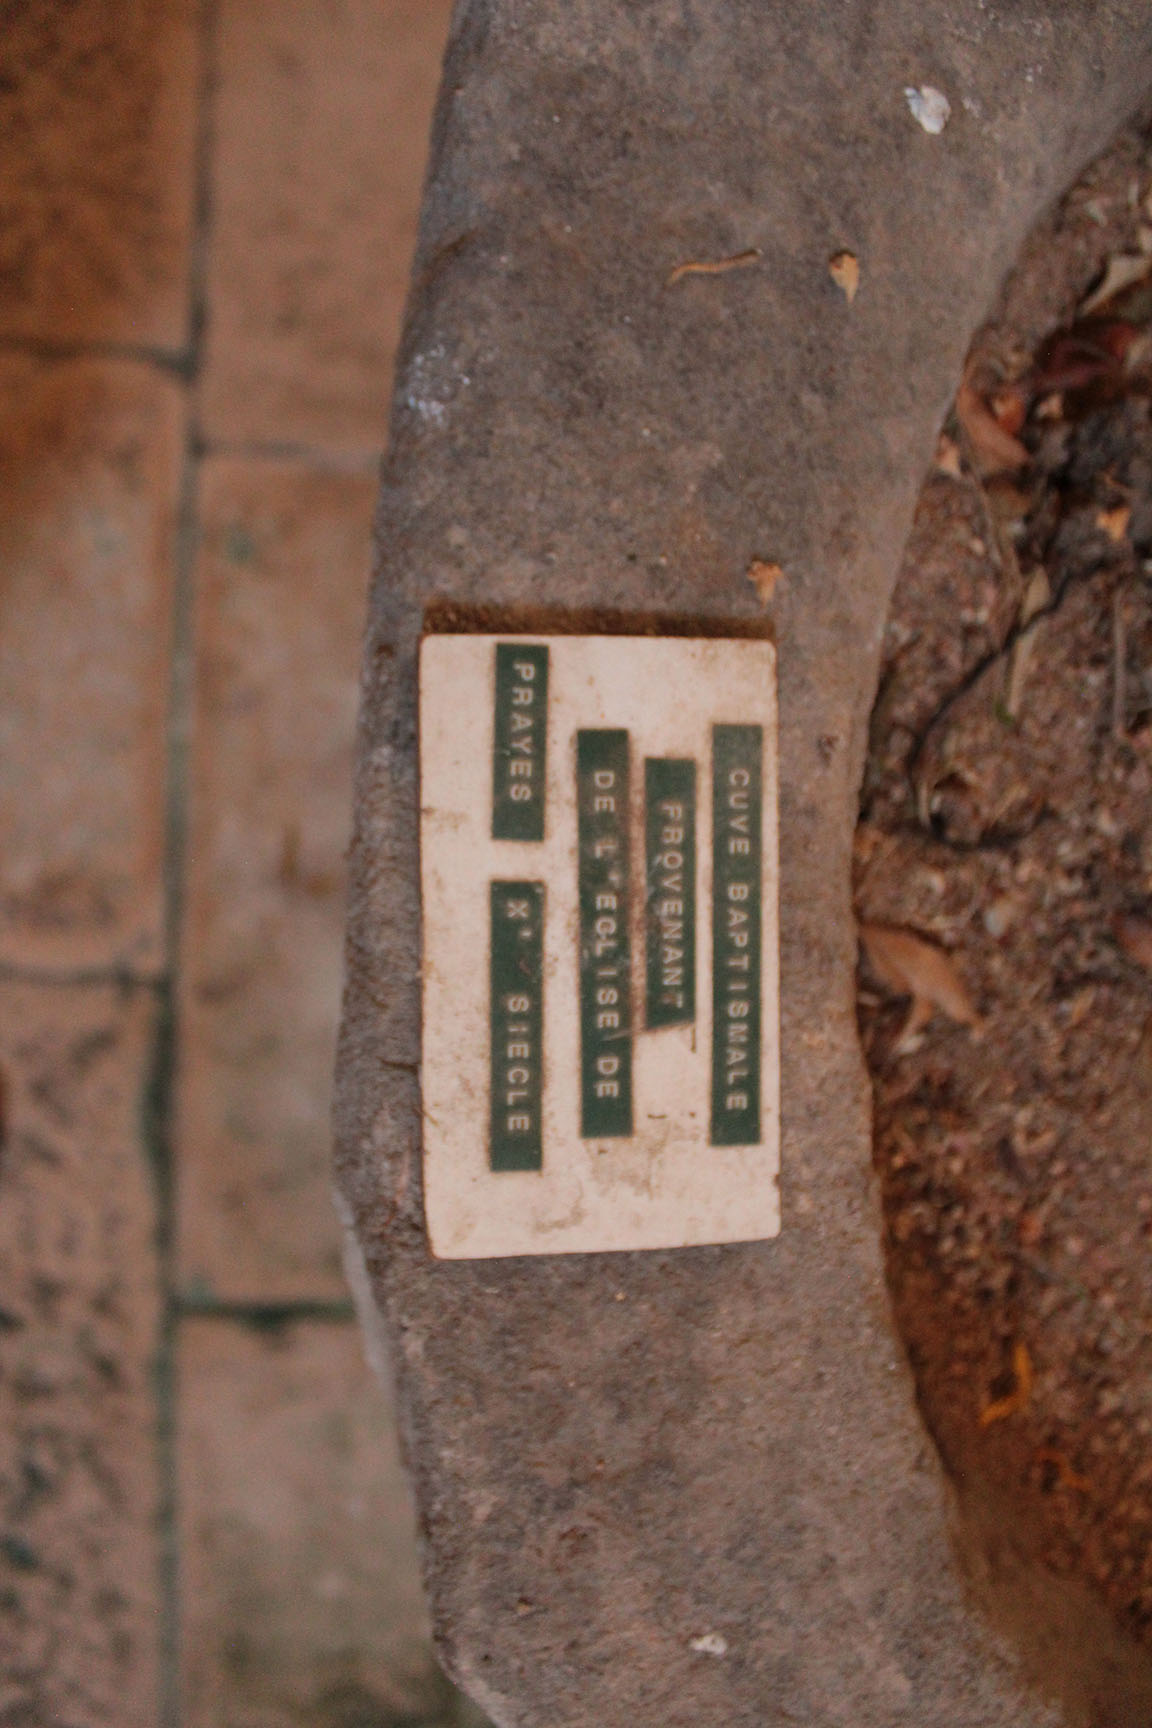 CUVE BAPTISMALE
PROVENANT
DE L'EGLISE DE
PRAYES X' SIECLE